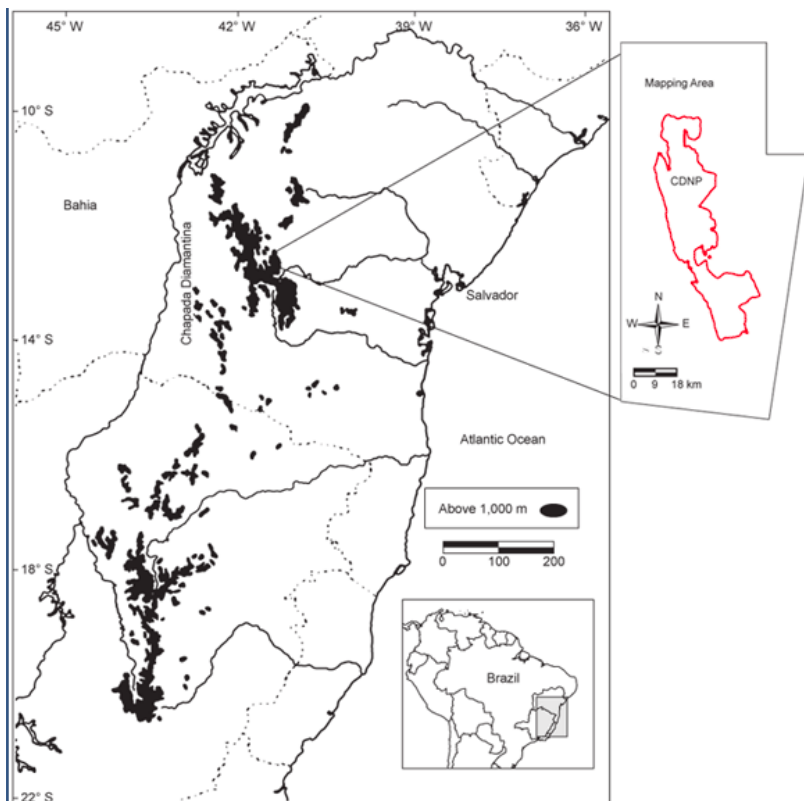 45° W
42° W
39° W
36° W
10° S
14° S
18° S
22° S
Bahia
Chapada Diamantina
Salvador
Atlantic Ocean
Above 1,000 m
0 100 200
Brazil
Mapping Area
CDNP
N
W E
0 9 18 km